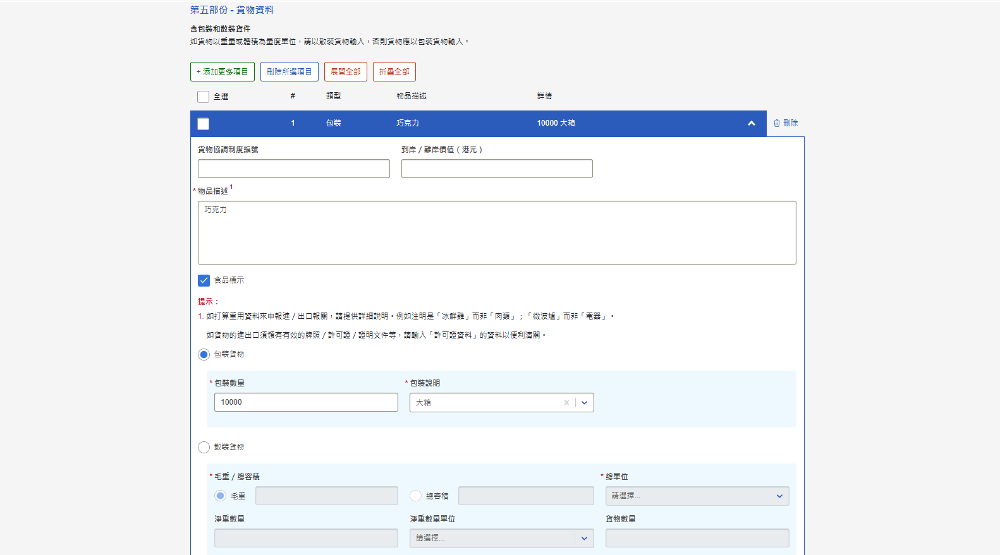 第五部份 - 貨物資料
含包裝和散裝貨件
如貨物以重量或體積為量度單位，請以散裝貨物輸入，否則貨物應以包裝貨物輸入。
+ 添加更多項目 刪除所選項目 展開全部 折疊全部
全選 # 類型 物品描述 詳情
1 包裝 巧克力 10000 大箱 刪除
貨物協調制度編號 到岸 / 離岸價值 ( 港元 )
* 物品描述 1
巧克力
食品標示
提示：
1. 如打算重用資料來申報進 / 出口報關，請提供詳細說明。例如注明是「冰鮮雞」而非「肉類」；「微波爐」而非「電器」。
如貨物的進出口須領有有效的牌照 / 許可證 / 證明文件等，請輸入「許可證資料」的資料以便利清關。
包裝貨物
* 包裝數量 * 包裝說明
10000 大箱
散裝貨物
* 毛重 / 總容積 * 總單位
毛重 總容積 請選擇...
淨重數量 淨重數量單位 貨物數量
請選擇...